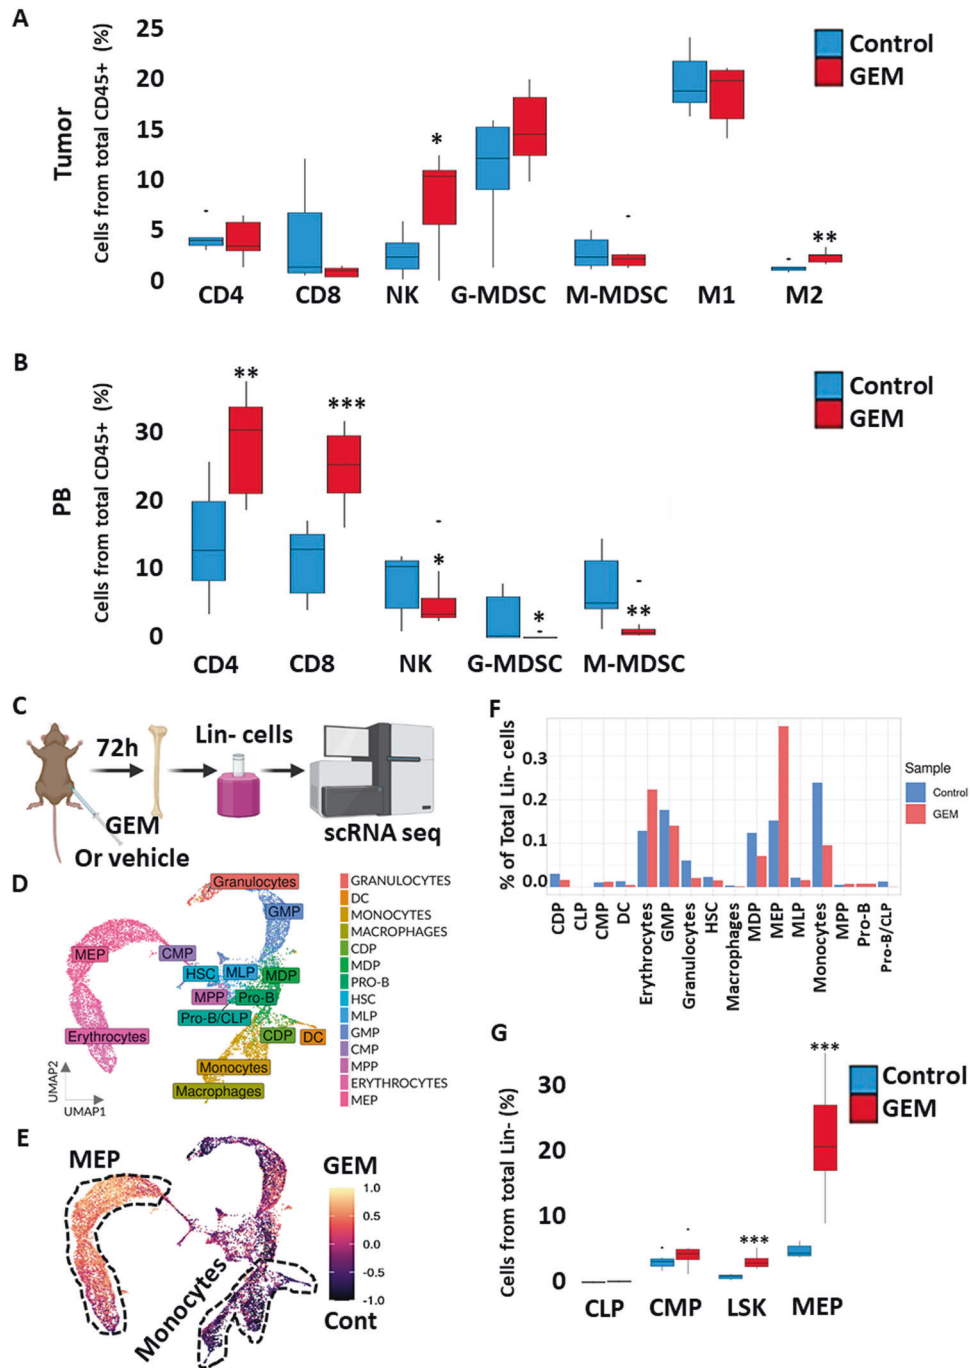 A
Tumor
Cells from total CD45+ (%)
25
20
15
10
5
0
*
**
CD4
CD8
NK
G-MDSC
M-MDSC
M1
M2
Control
GEM
B
PB
Cells from total CD45+ (%)
30
20
10
0
**
***
*
*
**
CD4
CD8
NK
G-MDSC
M-MDSC
Control
GEM
C
72h
Lin- cells
GEM
Or vehicle
scRNA seq
D
Granulocytes
GMP
MEP
CMP
HSC
MLP
MDP
MPP
Pro-B
Pro-B/CLP
CDP
DC
Erythrocytes
Monocytes
Macrophages
UMAP2
UMAP1
GRANULOCYTES
DC
MONOCYTES
MACROPHAGES
CDP
MDP
PRO-B
HSC
MLP
GMP
CMP
MPP
ERYTHROCYTES
MEP
E
MEP
Monocytes
GEM
1.0
0.5
0.0
-0.5
-1.0
Cont
F
% of Total Lin- cells
0.3
0.2
0.1
0.0
CDP
CLP
CMP
DC
Erythrocytes
GMP
Granulocytes
HSC
Macrophages
MDP
MEP
MLP
Monocytes
MPP
Pro-B
Pro-B/CLP
Sample
Control
GEM
G
Cells from total Lin- (%)
30
20
10
0
***
***
CLP
CMP
LSK
MEP
Control
GEM